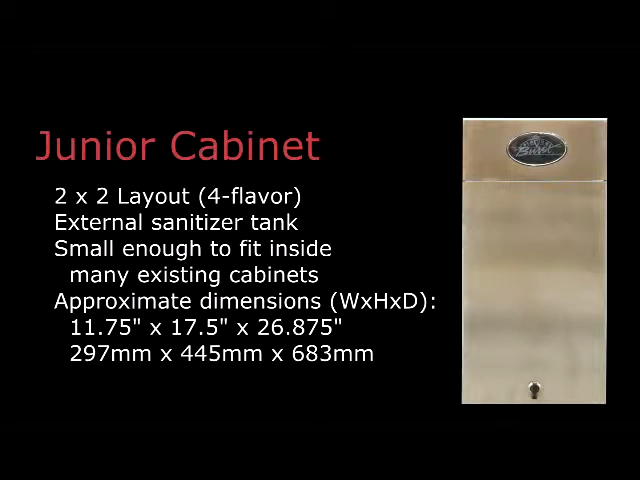 Junior Cabinet
2 x 2 Layout (4-flavor)
External sanitizer tank
Small enough to fit inside
many existing cabinets
Approximate dimensions (WxHxD):
11.75" x 17.5" x 26.875"
297mm x 445mm x 683mm
Burst